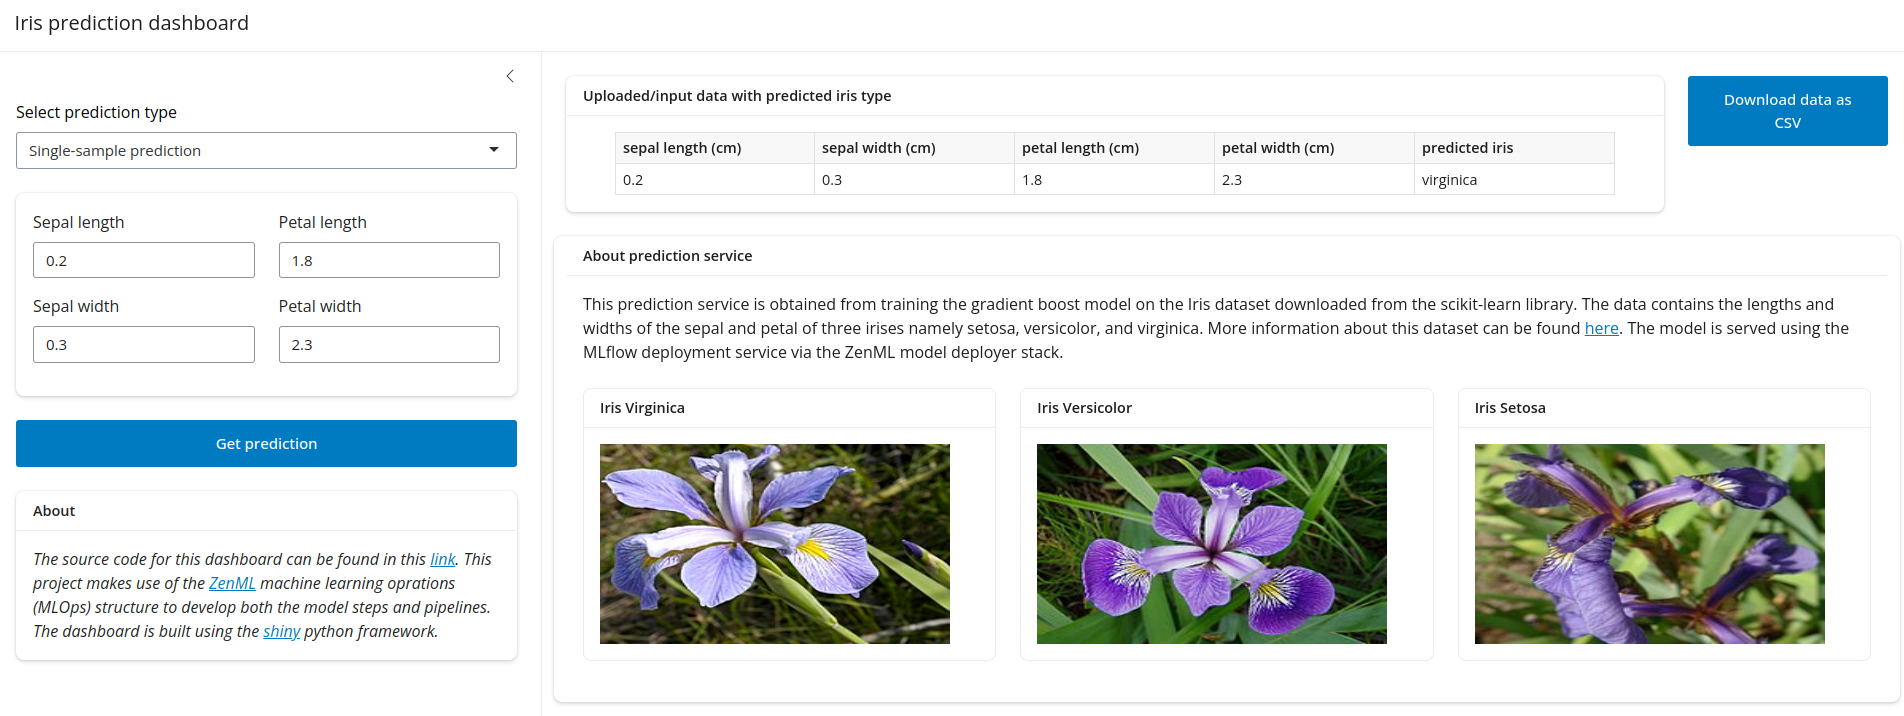 Iris prediction dashboard
Select prediction type
Single-sample prediction
Sepal length
Petal length
0.2
1.8
Sepal width
Petal width
0.3
2.3
Get prediction
About
The source code for this dashboard can be found in this link. This
project makes use of the ZenML machine learning oprations
(MLOps) structure to develop both the model steps and pipelines.
The dashboard is built using the shiny python framework.
Uploaded/input data with predicted iris type
sepal length (cm) sepal width (cm) petal length (cm) petal width (cm) predicted iris
0.2 0.3 1.8 2.3 virginica
Download data as
CSV
About prediction service
This prediction service is obtained from training the gradient boost model on the Iris dataset downloaded from the scikit-learn library. The data contains the lengths and
widths of the sepal and petal of three irises namely setosa, versicolor, and virginica. More information about this dataset can be found here. The model is served using the
MLflow deployment service via the ZenML model deployer stack.
Iris Virginica
Iris Versicolor
Iris Setosa